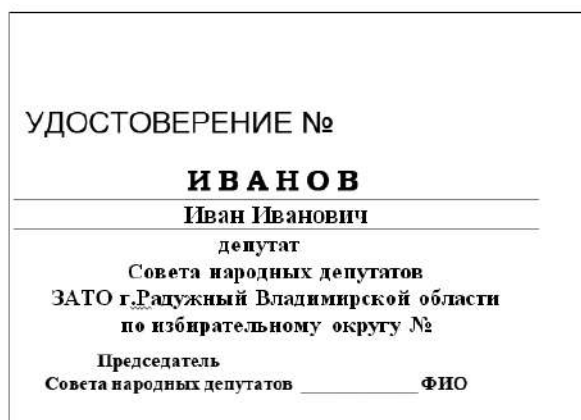 УДОСТОВЕРЕНИЕ №
ИВАНОВ
Иван Иванович
депутат
Совета народных депутатов
ЗАТО г.Радужный Владимирской области
по избирательному округу №
Председатель
Совета народных депутатов ____________ ФИО